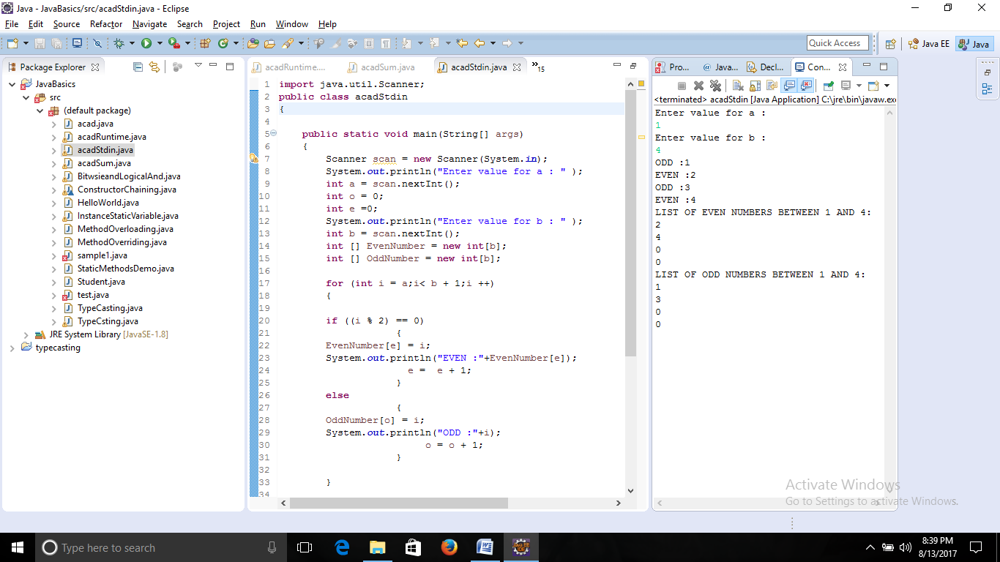 Java - JavaBasics/src/acadStdin.java - Eclipse
File Edit Source Refactor Navigate Search Project Run Window Help
Quick Access Java EE Java
Package Explorer
JavaBasics
src
(default package)
acad.java
acadRuntime.java
acadStdin.java
acadSum.java
BitwsieandLogicalAnd.java
ConstructorChaining.java
HelloWorld.java
InstanceStaticVariable.java
MethodOverloading.java
MethodOverriding.java
sample1.java
StaticMethodsDemo.java
Student.java
test.java
TypeCasting.java
TypeCsting.java
JRE System Library [JavaSE-1.8]
typecasting
acadRuntime.... acadSum.java acadStdin.java »15
1 import java.util.Scanner;
2 public class acadStdin
3 {
4
5 public static void main(String[] args)
6 {
7 Scanner scan = new Scanner(System.in);
8 System.out.println("Enter value for a : " );
9 int a = scan.nextInt();
10 int o = 0;
11 int e =0;
12 System.out.println("Enter value for b : " );
13 int b = scan.nextInt();
14 int [] EvenNumber = new int[b];
15 int [] OddNumber = new int[b];
16
17 for (int i = a;i< b + 1;i ++)
18 {
19
20 if ((i % 2) == 0)
21 {
22 EvenNumber[e] = i;
23 System.out.println("EVEN :"+EvenNumber[e]);
24 e = e + 1;
25 }
26 else
27 {
28 OddNumber[o] = i;
29 System.out.println("ODD :"+i);
30 o = o + 1;
31 }
32
33 }
34
Pro... Java... Decl... Con...
<terminated> acadStdin [Java Application] C:\jre\bin\javaw.exe
Enter value for a :
1
Enter value for b :
4
ODD :1
EVEN :2
ODD :3
EVEN :4
LIST OF EVEN NUMBERS BETWEEN 1 AND 4:
2
4
0
0
LIST OF ODD NUMBERS BETWEEN 1 AND 4:
1
3
0
0
Activate Windows
Go to Settings to activate Windows.
Type here to search
8:39 PM
8/13/2017